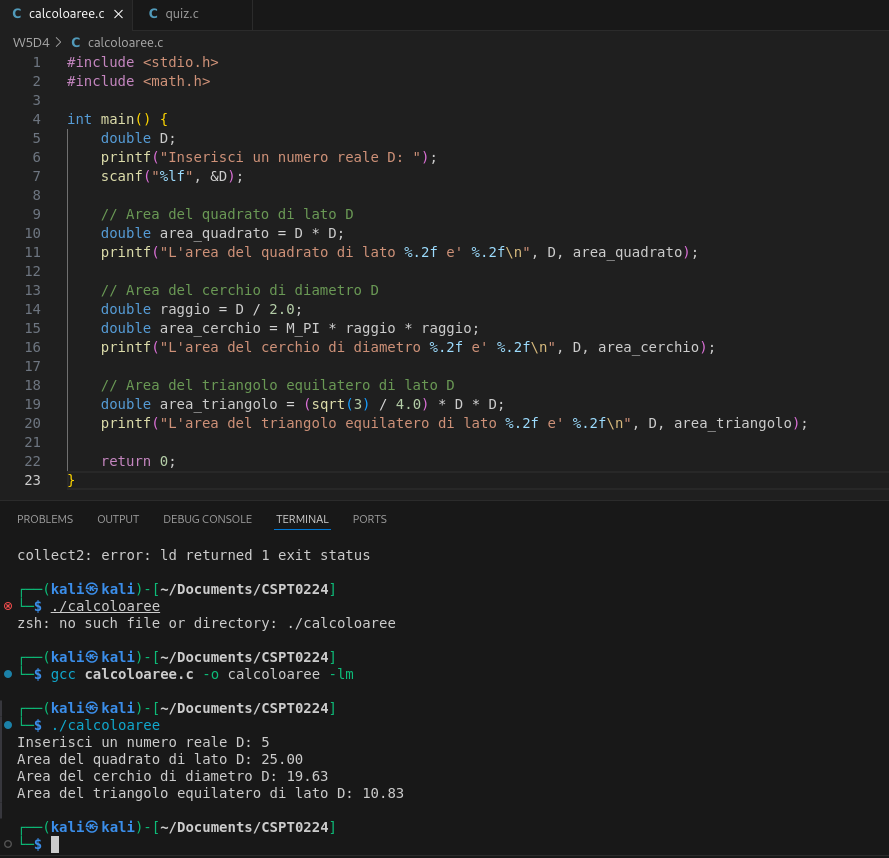 C calcoloaree.c × C quiz.c
W5D4 > C calcoloaree.c
1 #include <stdio.h>
2 #include <math.h>
3
4 int main() {
5     double D;
6     printf("Inserisci un numero reale D: ");
7     scanf("%lf", &D);
8
9     // Area del quadrato di lato D
10     double area_quadrato = D * D;
11     printf("L'area del quadrato di lato %.2f e' %.2f\n", D, area_quadrato);
12
13     // Area del cerchio di diametro D
14     double raggio = D / 2.0;
15     double area_cerchio = M_PI * raggio * raggio;
16     printf("L'area del cerchio di diametro %.2f e' %.2f\n", D, area_cerchio);
17
18     // Area del triangolo equilatero di lato D
19     double area_triangolo = (sqrt(3) / 4.0) * D * D;
20     printf("L'area del triangolo equilatero di lato %.2f e' %.2f\n", D, area_triangolo);
21
22     return 0;
23 }
PROBLEMS OUTPUT DEBUG CONSOLE TERMINAL PORTS
collect2: error: ld returned 1 exit status
┌──(kali㉿kali)-[~/Documents/CSPT0224]
└─$ ./calcoloaree
zsh: no such file or directory: ./calcoloaree
┌──(kali㉿kali)-[~/Documents/CSPT0224]
└─$ gcc calcoloaree.c -o calcoloaree -lm
┌──(kali㉿kali)-[~/Documents/CSPT0224]
└─$ ./calcoloaree
Inserisci un numero reale D: 5
Area del quadrato di lato D: 25.00
Area del cerchio di diametro D: 19.63
Area del triangolo equilatero di lato D: 10.83
┌──(kali㉿kali)-[~/Documents/CSPT0224]
└─$